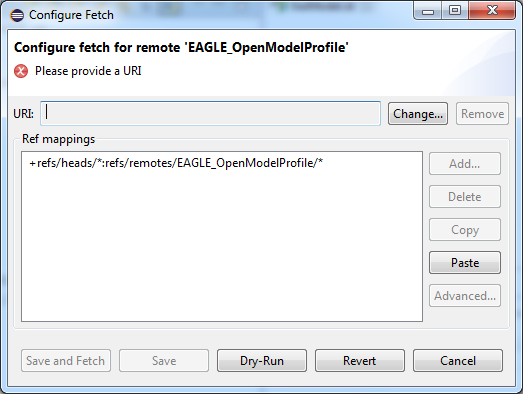 Configure Fetch
Configure fetch for remote 'EAGLE_OpenModelProfile'
Please provide a URI
URI:
Change...
Remove
Ref mappings
+refs/heads/*:refs/remotes/EAGLE_OpenModelProfile/*
Add...
Delete
Copy
Paste
Advanced...
Save and Fetch
Save
Dry-Run
Revert
Cancel